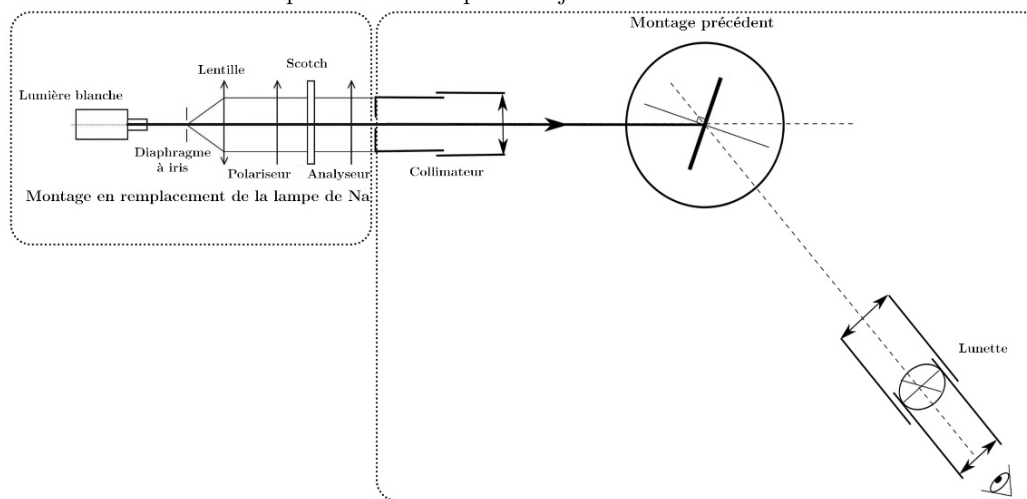 Montage précédent
Scotch
Lentille
Lumière blanche
Diaphragme
à iris
Polariseur
Analyseur
Collimateur
Montage en remplacement de la lampe de Na
Lunette